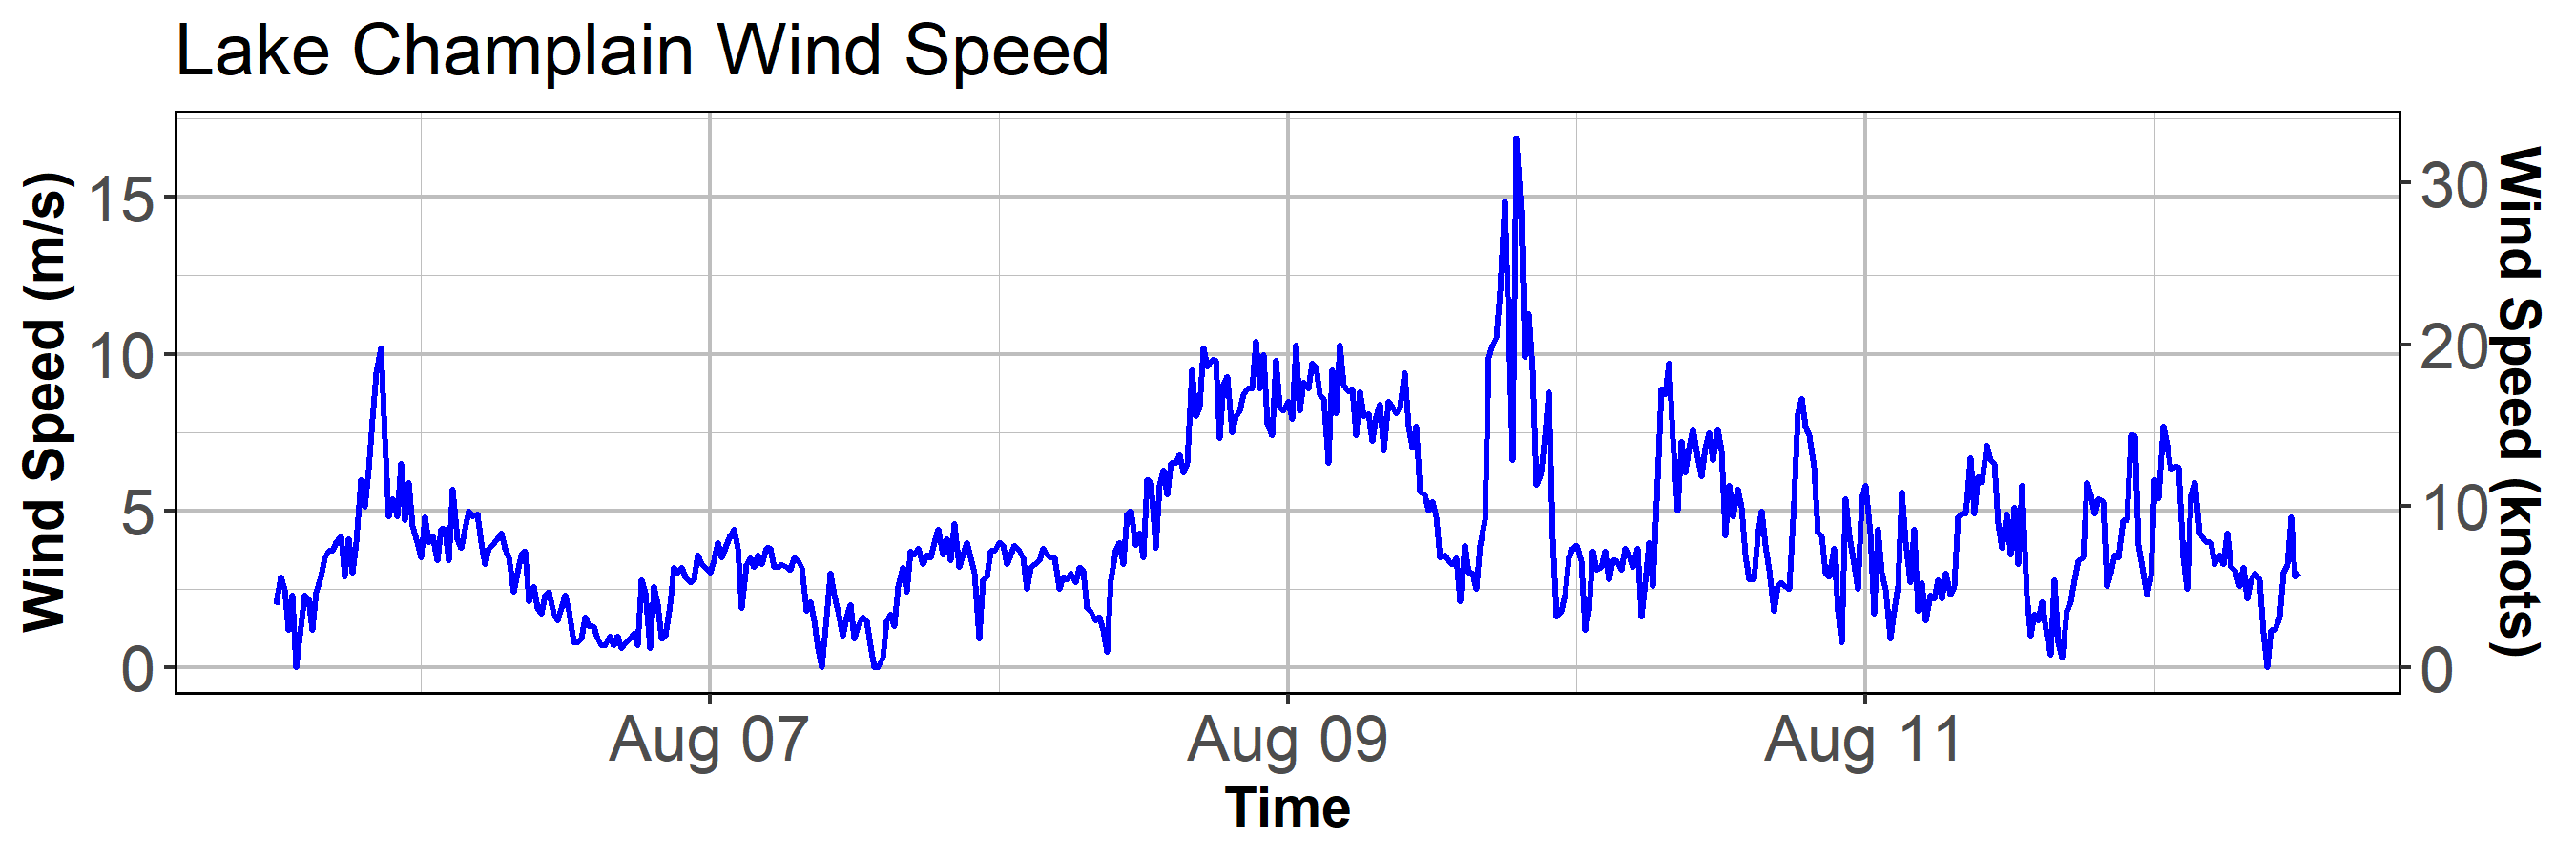 Lake Champlain Wind Speed
Wind Speed (m/s)
15
10
5
0
30
20
10
0
Wind Speed (knots)
Aug 07
Aug 09
Aug 11
Time